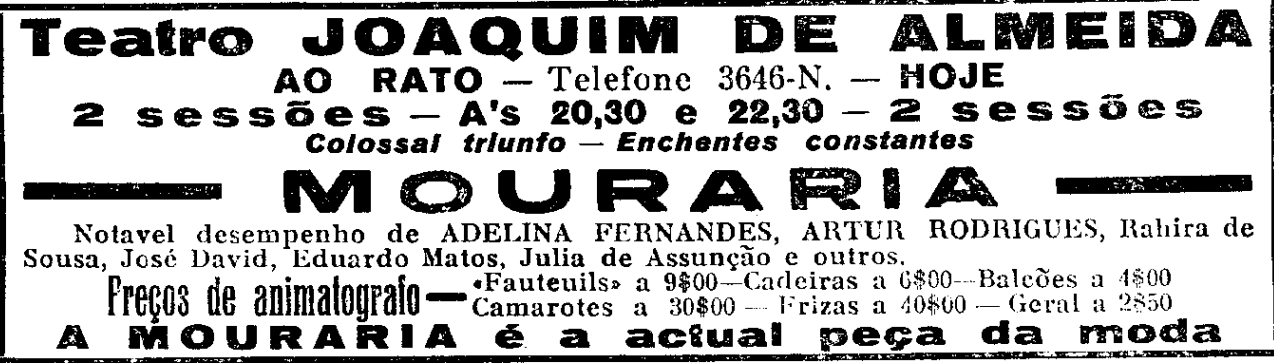 Teatro JOAQUIM DE ALMEIDA
AO RATO — Telefone 3646-N. — HOJE
2 sessões — A's 20,30 e 22,30 — 2 sessões
Colossal triunfo — Enchentes constantes
MOURARIA
Notavel desempenho de ADELINA FERNANDES, ARTUR RODRIGUES, Rahira de
Sousa, José David, Eduardo Matos, Julia de Assunção e outros.
Preços de animatografo — «Fauteuils» a 9$00—Cadeiras a 6$00—Balcões a 4$00
Camarotes a 30$00 — Frizas a 40$00 — Geral a 2$50
A MOURARIA é a actual peça da moda